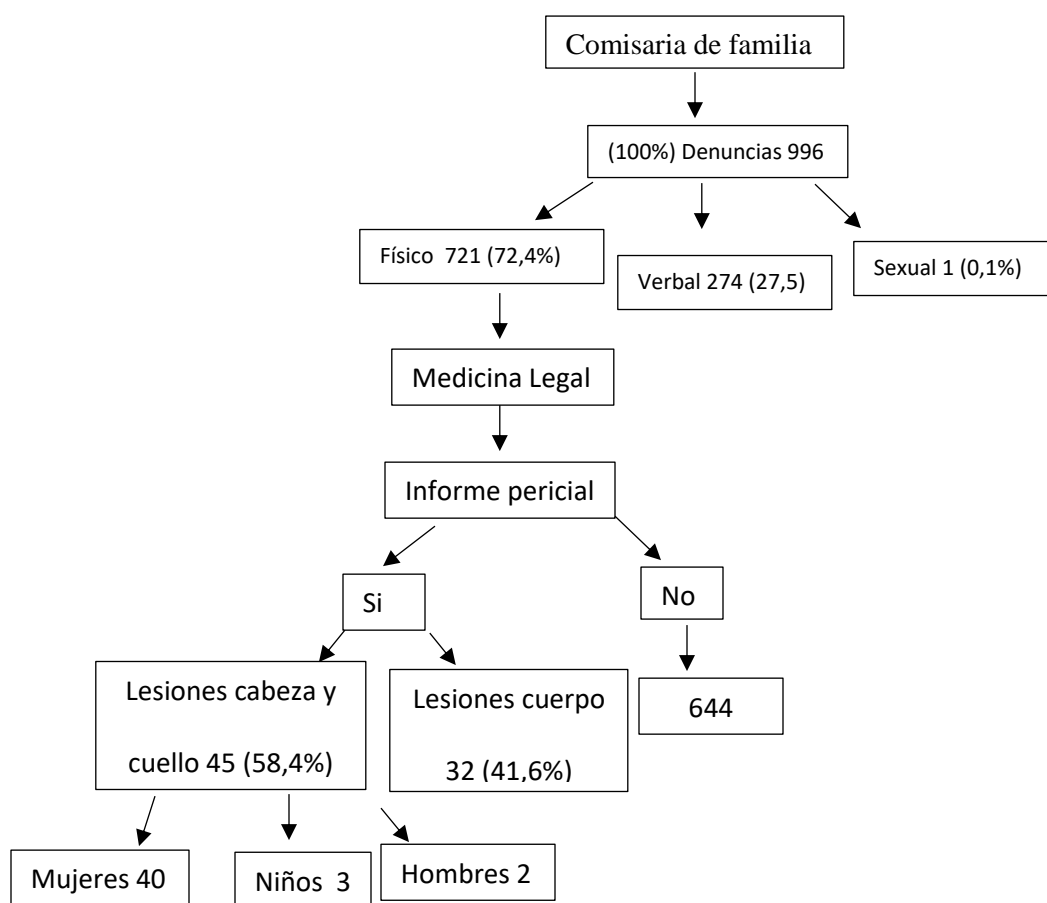 Comisaria de familia
(100%) Denuncias 996
Físico 721 (72,4%)
Verbal 274 (27,5)
Sexual 1 (0,1%)
Medicina Legal
Informe pericial
Si
No
Lesiones cabeza y
cuello 45 (58,4%)
Lesiones cuerpo
32 (41,6%)
644
Mujeres 40
Niños 3
Hombres 2